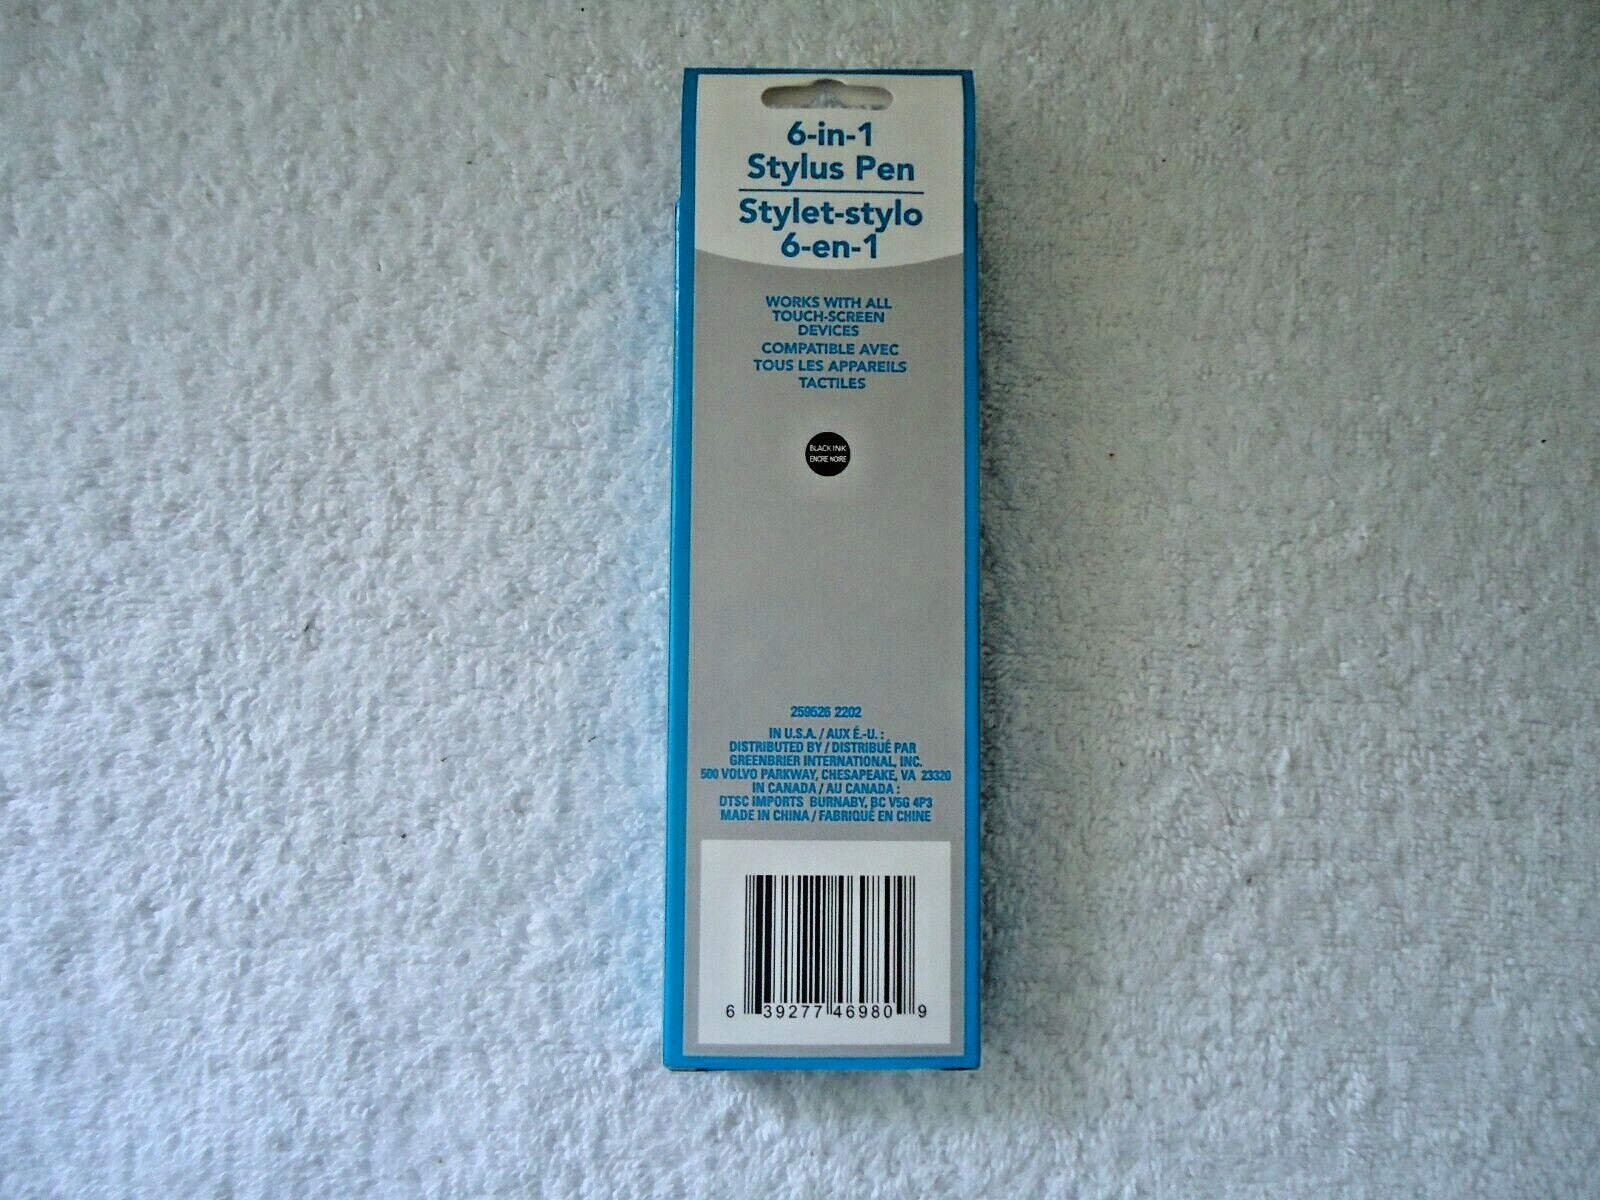 6-in-1
Stylus Pen
Stylet-stylo
6-en-1
WORKS WITH ALL
TOUCH-SCREEN
DEVICES
COMPATIBLE AVEC
TOUS LES APPAREILS
TACTILES
BLACK INK
ENCRE NOIRE
259526 2202
IN U.S.A. / AUX É.-U. :
DISTRIBUTED BY / DISTRIBUÉ PAR
GREENBRIER INTERNATIONAL, INC.
500 VOLVO PARKWAY, CHESAPEAKE, VA 23320
IN CANADA / AU CANADA :
DTSC IMPORTS BURNABY, BC V5G 4P3
MADE IN CHINA / FABRIQUÉ EN CHINE
6 39277 46980 9